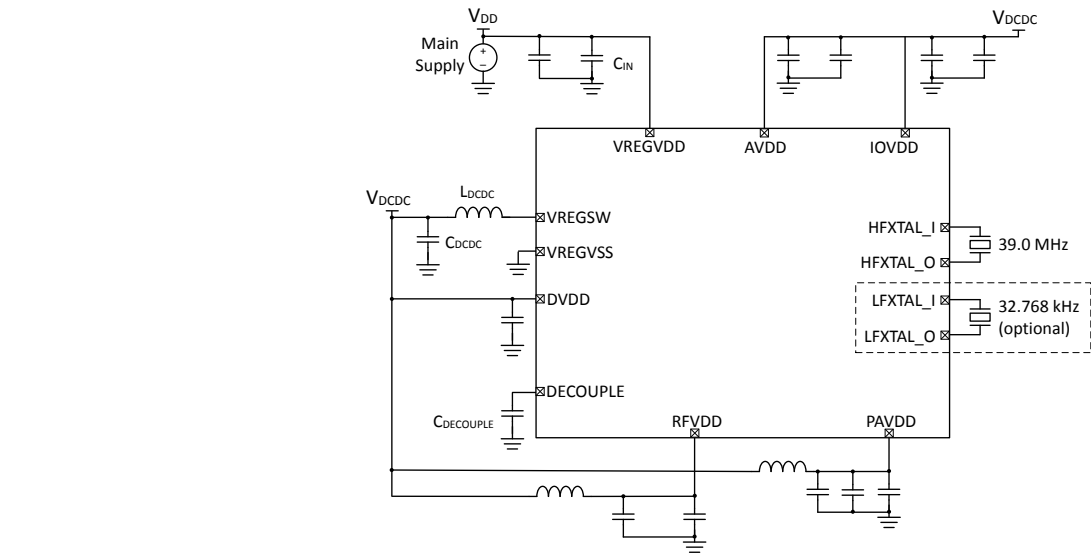 VDD
VDCDC
Main
Supply
+
–
CIN
VREGVDD
AVDD
IOVDD
VDCDC
LDCDC
VREGSW
HFXTAL_I
CDCDC
39.0 MHz
VREGVSS
HFXTAL_O
DVDD
LFXTAL_I
32.768 kHz
(optional)
LFXTAL_O
DECOUPLE
CDECOUPLE
RFVDD
PAVDD